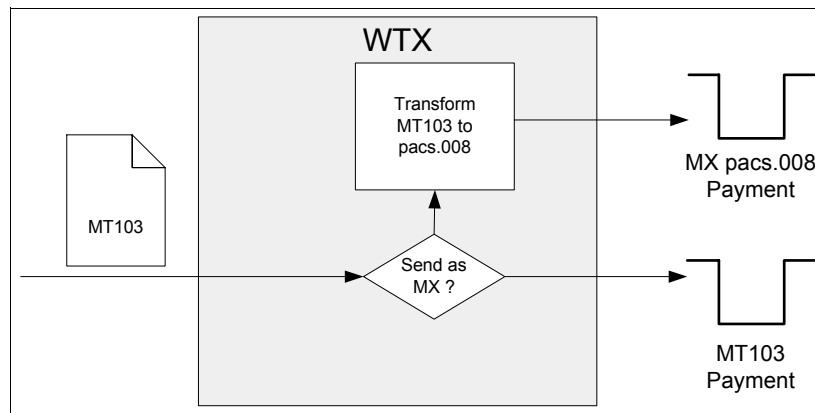 WTX
Transform
MT103 to
pacs.008
MX pacs.008
Payment
MT103
Send as
MX ?
MT103
Payment